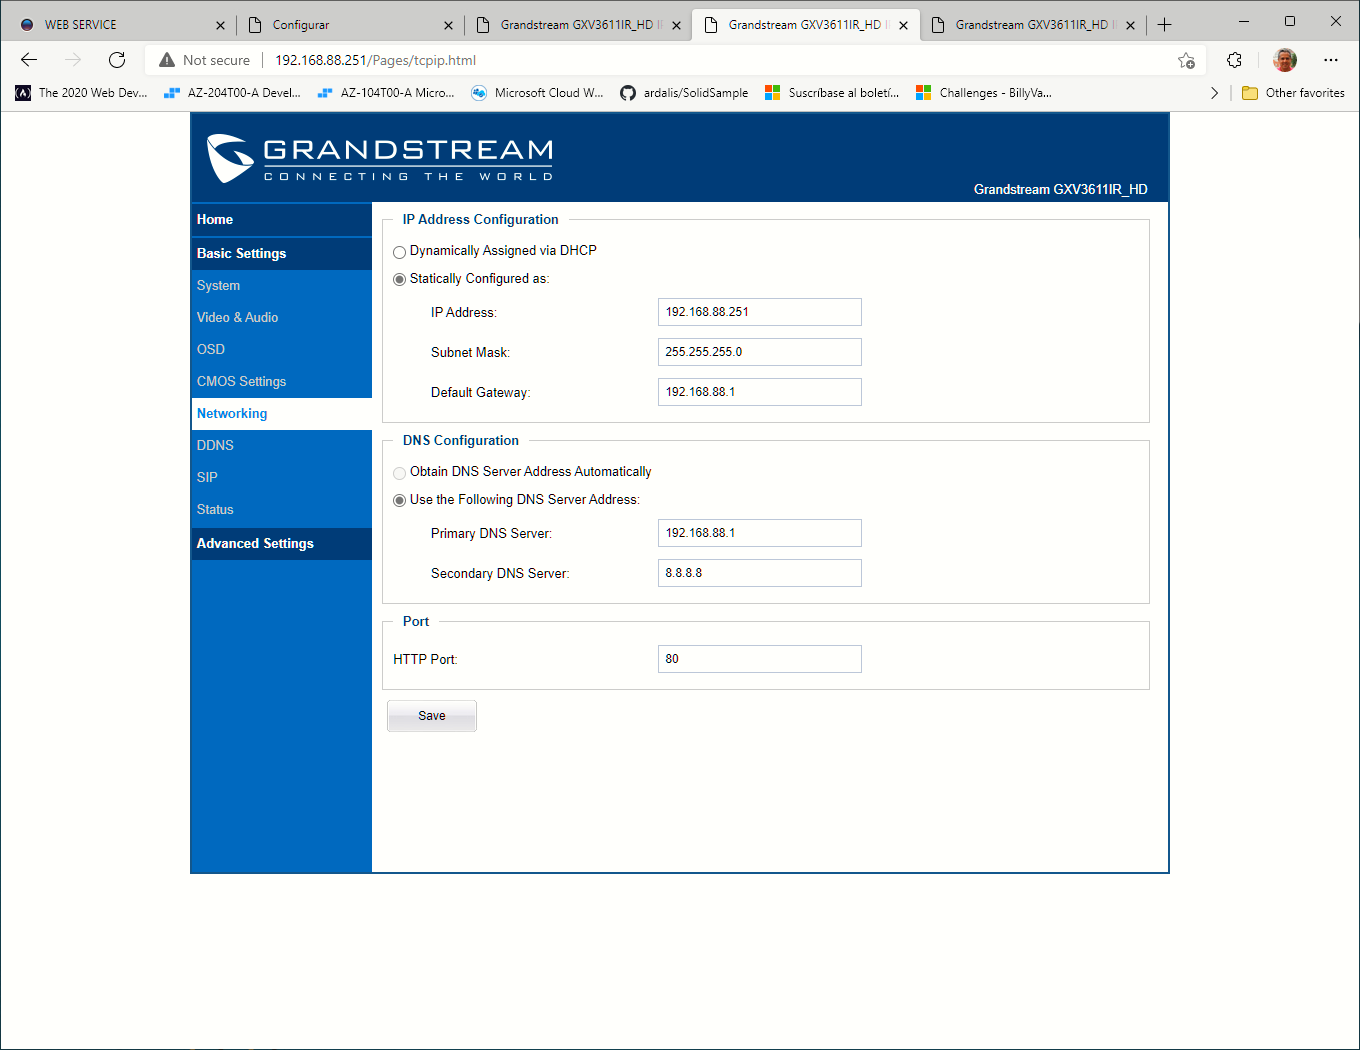 WEB SERVICE
Configurar
Grandstream GXV3611IR_HD
Grandstream GXV3611IR_HD
Grandstream GXV3611IR_HD
Not secure
192.168.88.251/Pages/tcpip.html
The 2020 Web Dev...
AZ-204T00-A Devel...
AZ-104T00-A Micro...
Microsoft Cloud W...
ardalis/SolidSample
Suscríbase al boletí...
Challenges - BillyVa...
Other favorites
GRANDSTREAM
CONNECTING THE WORLD
Grandstream GXV3611IR_HD
Home
Basic Settings
System
Video & Audio
OSD
CMOS Settings
Networking
DDNS
SIP
Status
Advanced Settings
IP Address Configuration
Dynamically Assigned via DHCP
Statically Configured as:
IP Address: 192.168.88.251
Subnet Mask: 255.255.255.0
Default Gateway: 192.168.88.1
DNS Configuration
Obtain DNS Server Address Automatically
Use the Following DNS Server Address:
Primary DNS Server: 192.168.88.1
Secondary DNS Server: 8.8.8.8
Port
HTTP Port: 80
Save